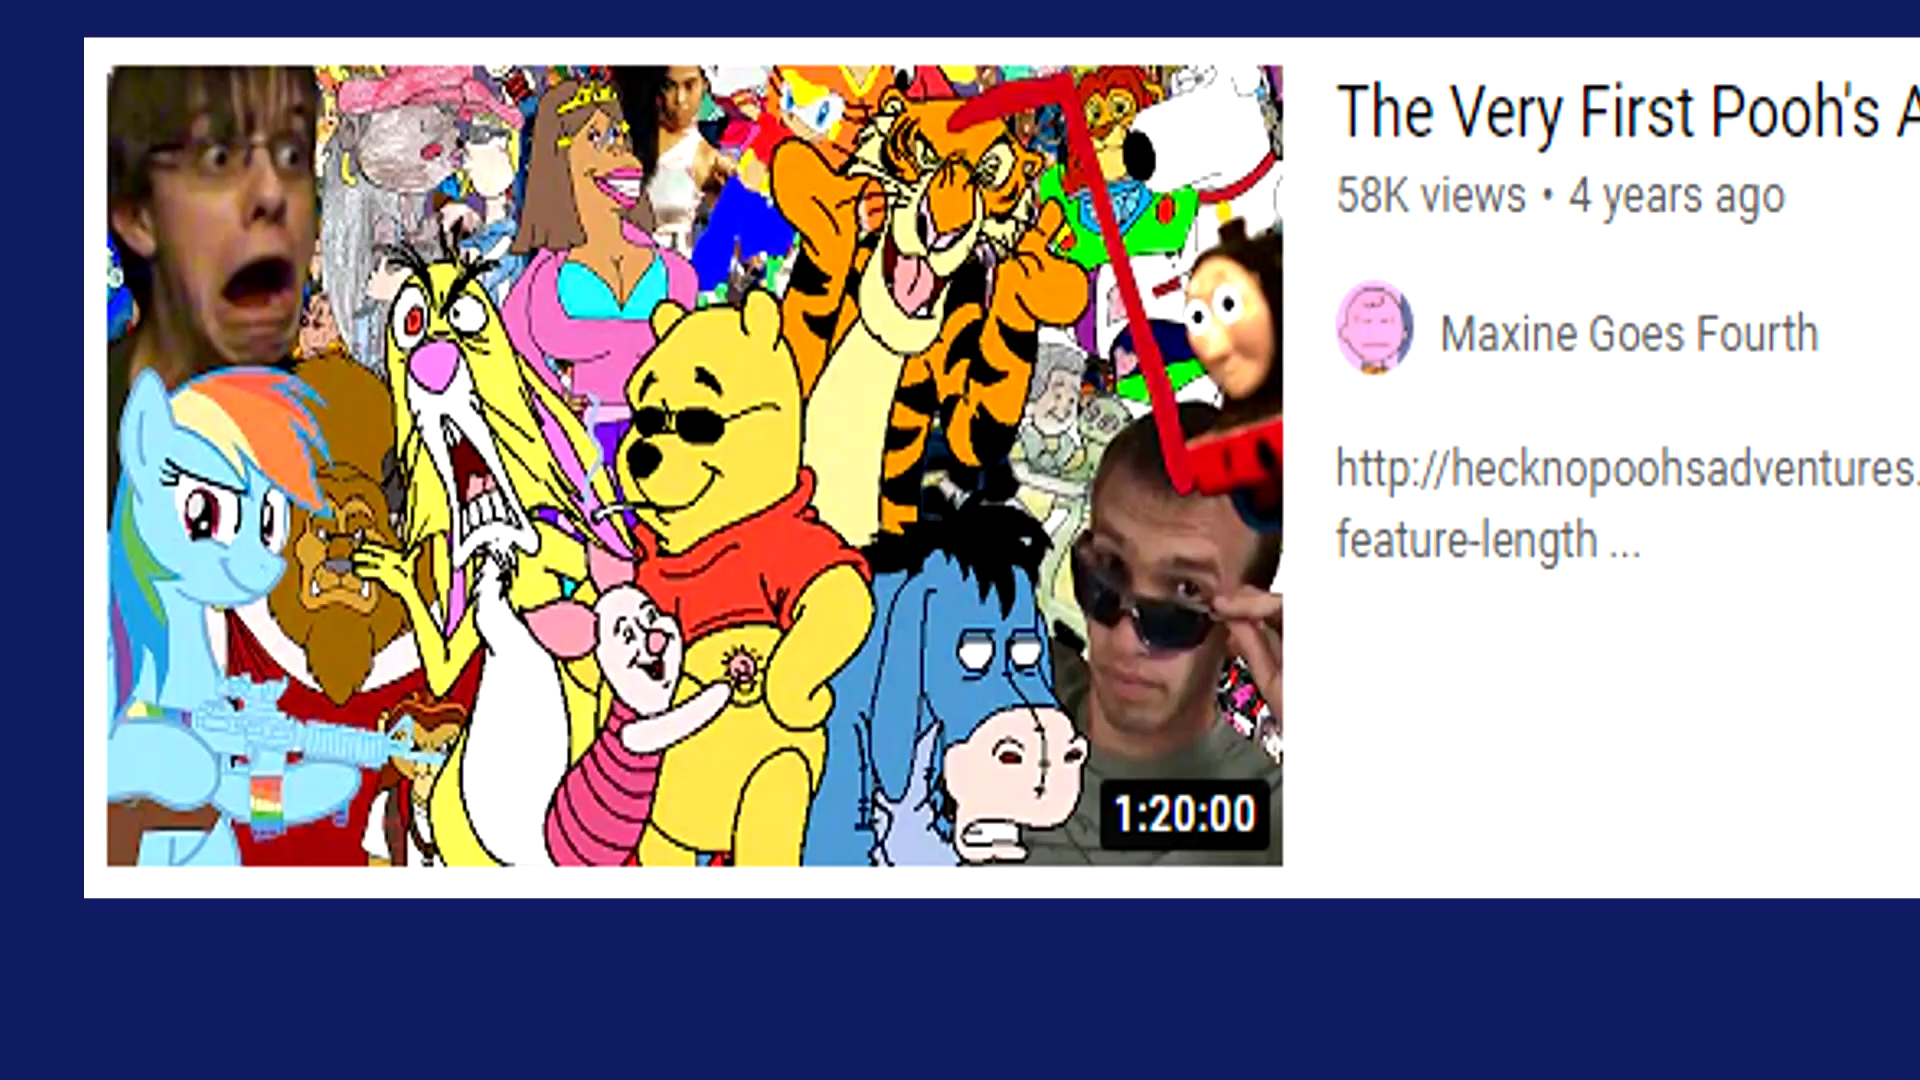 The Very First Pooh's A
58K views • 4 years ago
Maxine Goes Fourth
http://hecknopoohsadventures.
feature-length ...
1:20:00